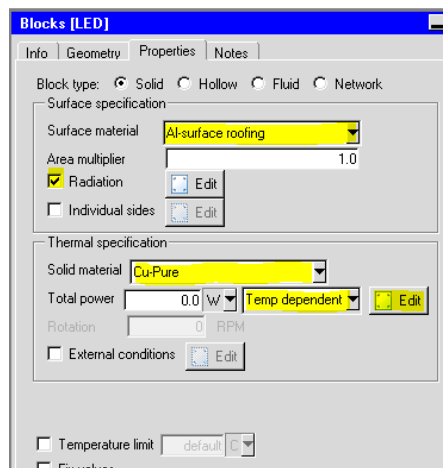 Blocks [LED]
Info Geometry Properties Notes
Block type: Solid Hollow Fluid Network
Surface specification
Surface material Al-surface roofing
Area multiplier 1.0
Radiation Edit
Individual sides Edit
Thermal specification
Solid material Cu-Pure
Total power 0.0 W Temp dependent Edit
Rotation 0 RPM
External conditions Edit
Temperature limit default C
Fix values